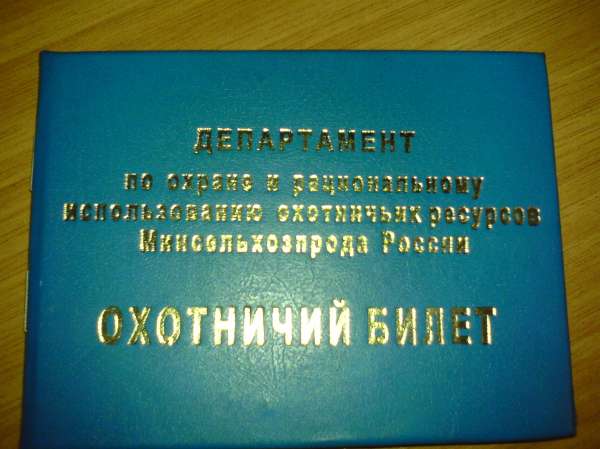 ДЕПАРТАМЕНТ
по охране и рациональному
использованию охотничьих ресурсов
Минсельхозпрода России
ОХОТНИЧИЙ БИЛЕТ